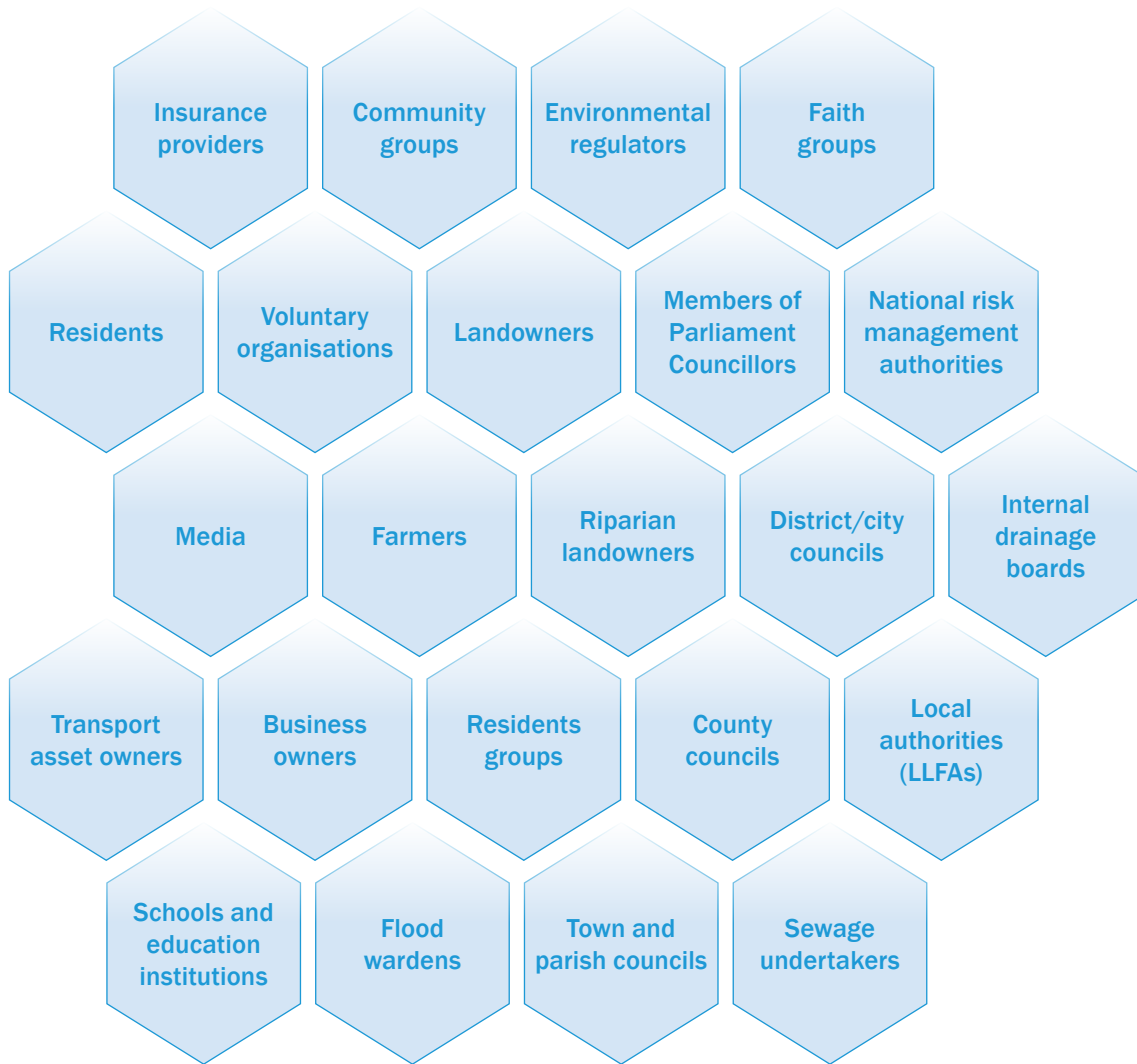 Insurance
providers
Community
groups
Environmental
regulators
Faith
groups
Residents
Voluntary
organisations
Landowners
Members of
Parliament
Councillors
National risk
management
authorities
Media
Farmers
Riparian
landowners
District/city
councils
Internal
drainage
boards
Transport
asset owners
Business
owners
Residents
groups
County
councils
Local
authorities
(LLFAs)
Schools and
education
institutions
Flood
wardens
Town and
parish councils
Sewage
undertakers